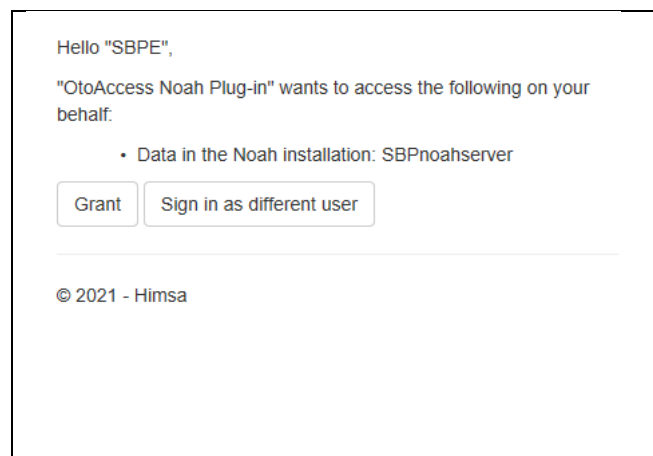 Hello "SBPE",
"OtoAccess Noah Plug-in" wants to access the following on your
behalf:
• Data in the Noah installation: SBPnoahserver
Grant Sign in as different user
© 2021 - Himsa